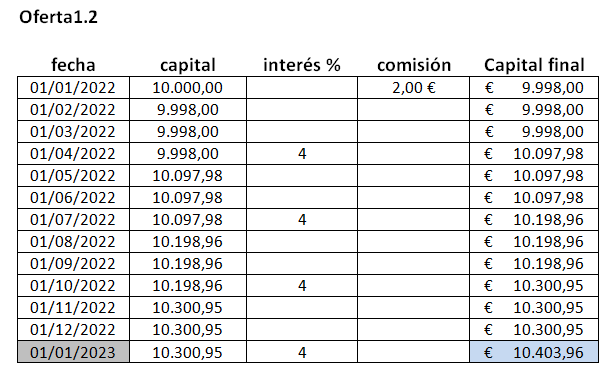 Oferta1.2
fecha capital interés % comisión Capital final
01/01/2022 10.000,00 2,00 € € 9.998,00
01/02/2022 9.998,00 € 9.998,00
01/03/2022 9.998,00 € 9.998,00
01/04/2022 9.998,00 4 € 10.097,98
01/05/2022 10.097,98 € 10.097,98
01/06/2022 10.097,98 € 10.097,98
01/07/2022 10.097,98 4 € 10.198,96
01/08/2022 10.198,96 € 10.198,96
01/09/2022 10.198,96 € 10.198,96
01/10/2022 10.198,96 4 € 10.300,95
01/11/2022 10.300,95 € 10.300,95
01/12/2022 10.300,95 € 10.300,95
01/01/2023 10.300,95 4 € 10.403,96